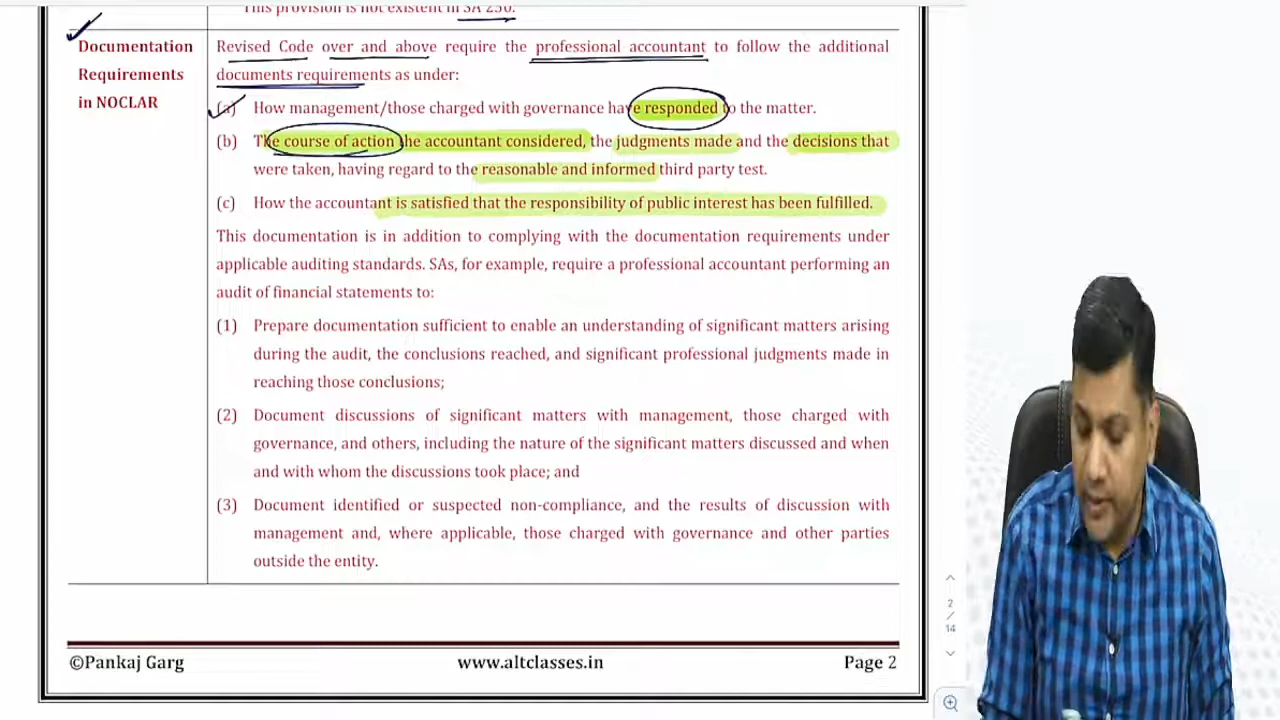 This provision is not existent in SA 250.
Documentation Requirements in NOCLAR
Revised Code over and above require the professional accountant to follow the additional
documents requirements as under:
(a) How management/those charged with governance have responded to the matter.
(b) The course of action the accountant considered, the judgments made and the decisions that
were taken, having regard to the reasonable and informed third party test.
(c) How the accountant is satisfied that the responsibility of public interest has been fulfilled.
This documentation is in addition to complying with the documentation requirements under
applicable auditing standards. SAs, for example, require a professional accountant performing an
audit of financial statements to:
(1) Prepare documentation sufficient to enable an understanding of significant matters arising
during the audit, the conclusions reached, and significant professional judgments made in
reaching those conclusions;
(2) Document discussions of significant matters with management, those charged with
governance, and others, including the nature of the significant matters discussed and when
and with whom the discussions took place; and
(3) Document identified or suspected non-compliance, and the results of discussion with
management and, where applicable, those charged with governance and other parties
outside the entity.
©Pankaj Garg www.altclasses.in Page 2
2
/
14